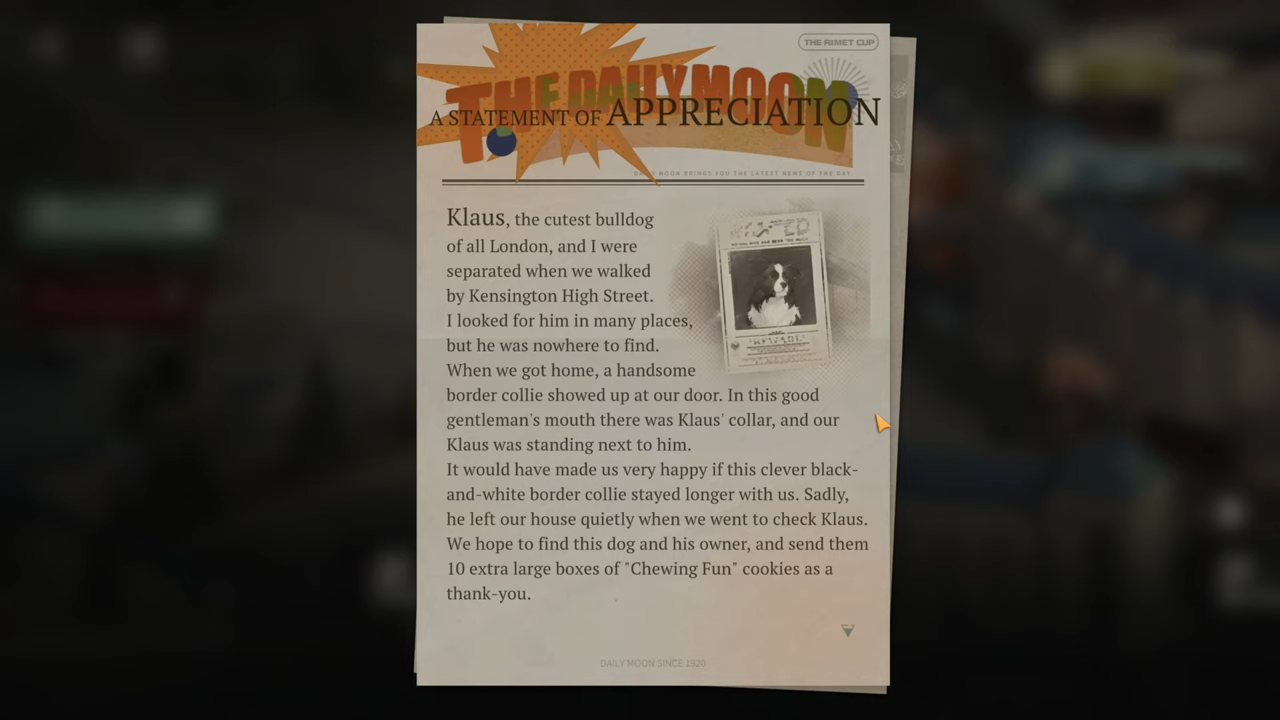 THE RIMET CUP
THE DAILY MOON
A STATEMENT OF APPRECIATION
DAILY MOON BRINGS YOU THE LATEST NEWS OF THE DAY.
Klaus, the cutest bulldog
of all London, and I were
separated when we walked
by Kensington High Street.
I looked for him in many places,
but he was nowhere to find.
When we got home, a handsome
border collie showed up at our door. In this good
gentleman's mouth there was Klaus' collar, and our
Klaus was standing next to him.
It would have made us very happy if this clever black-
and-white border collie stayed longer with us. Sadly,
he left our house quietly when we went to check Klaus.
We hope to find this dog and his owner, and send them
10 extra large boxes of "Chewing Fun" cookies as a
thank-you.
DAILY MOON SINCE 1920